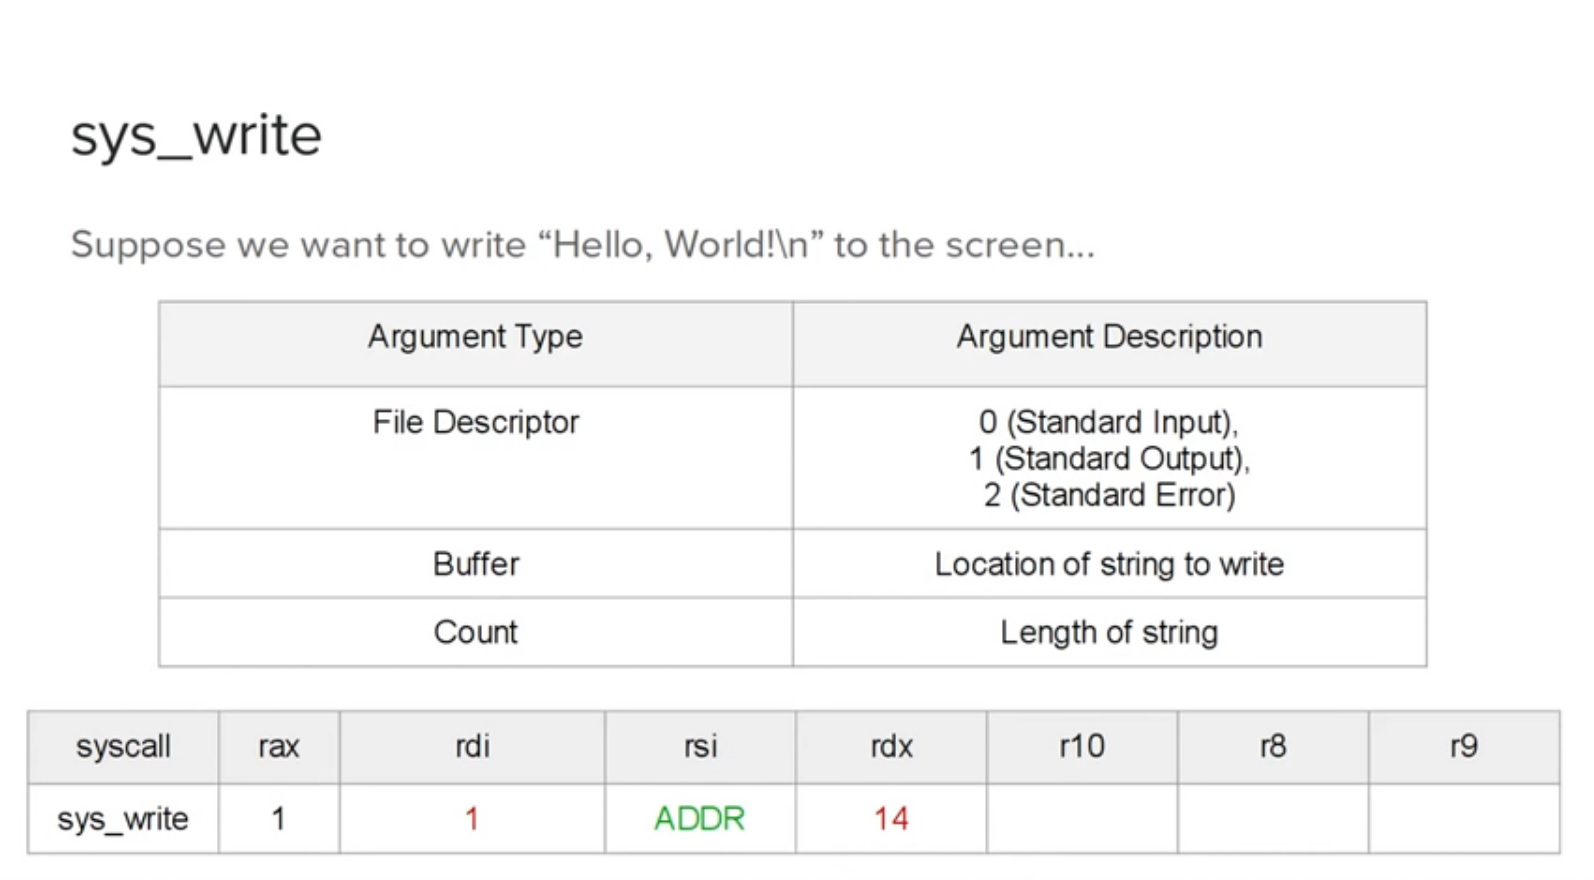 sys_write
Suppose we want to write “Hello, World!\n” to the screen...
Argument Type Argument Description
File Descriptor 0 (Standard Input),
1 (Standard Output),
2 (Standard Error)
Buffer Location of string to write
Count Length of string
syscall rax rdi rsi rdx r10 r8 r9
sys_write 1 1 ADDR 14